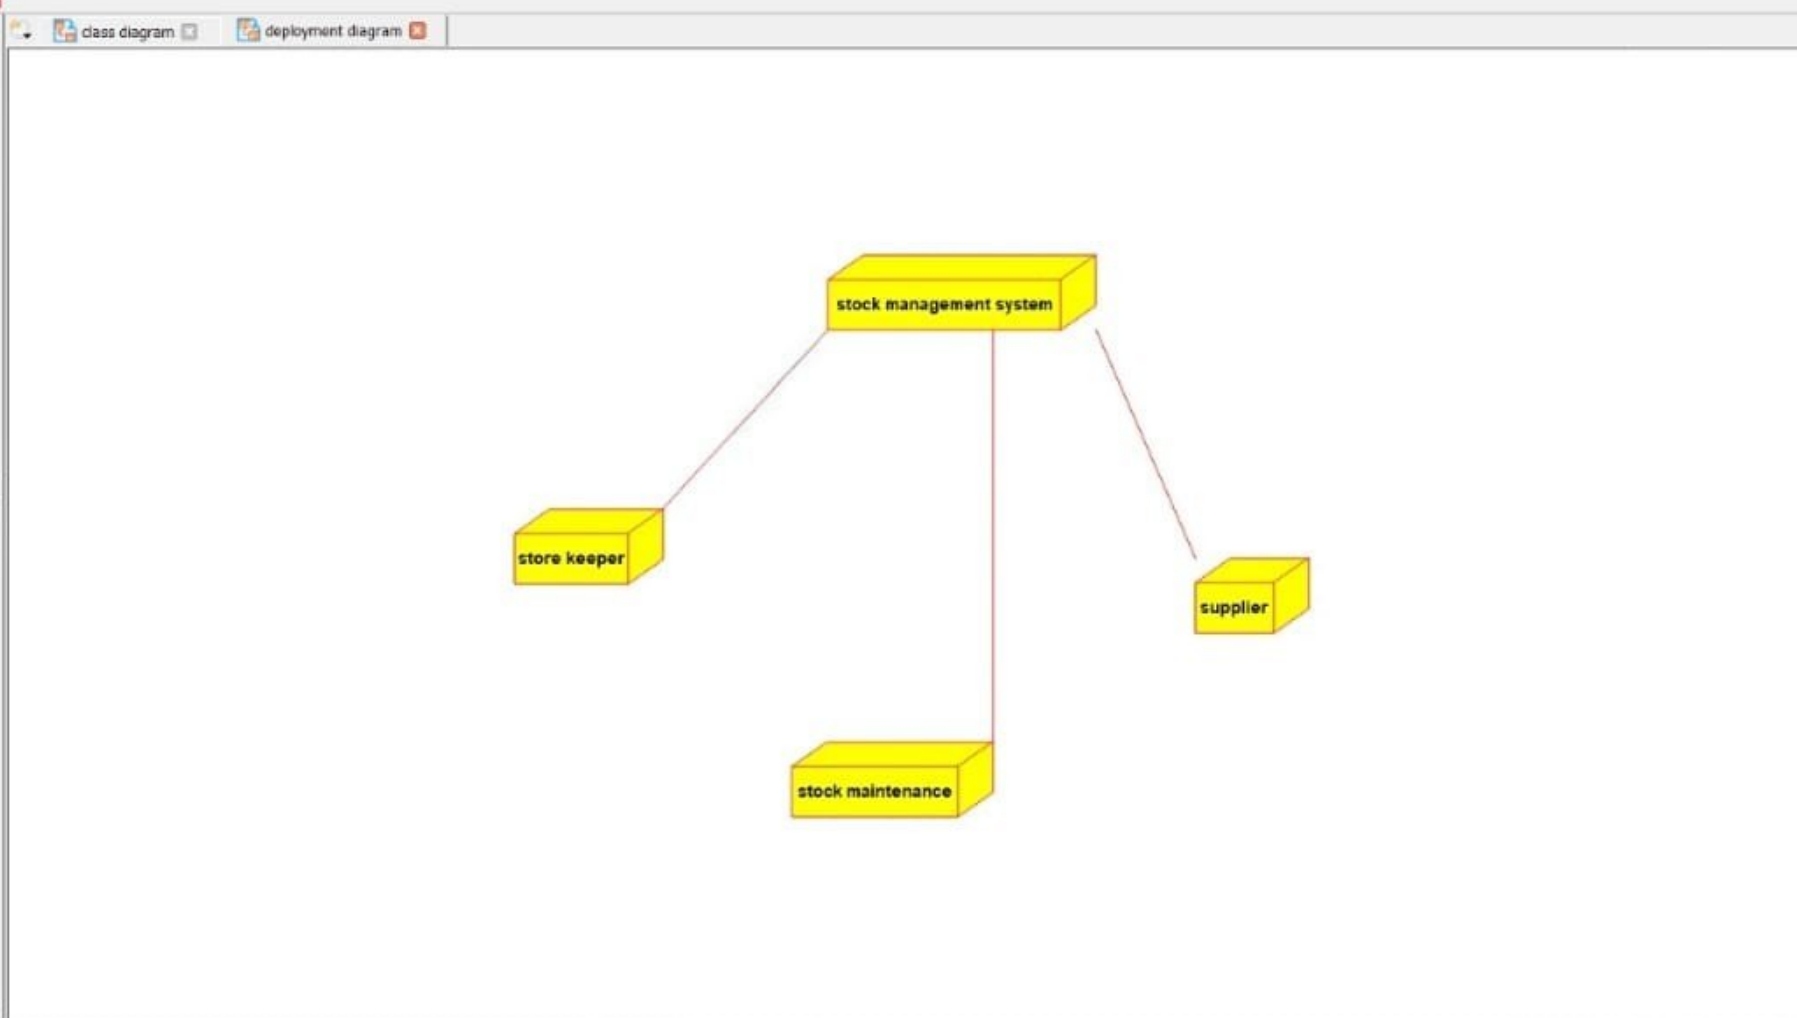 class diagram
deployment diagram
stock management system
store keeper
supplier
stock maintenance